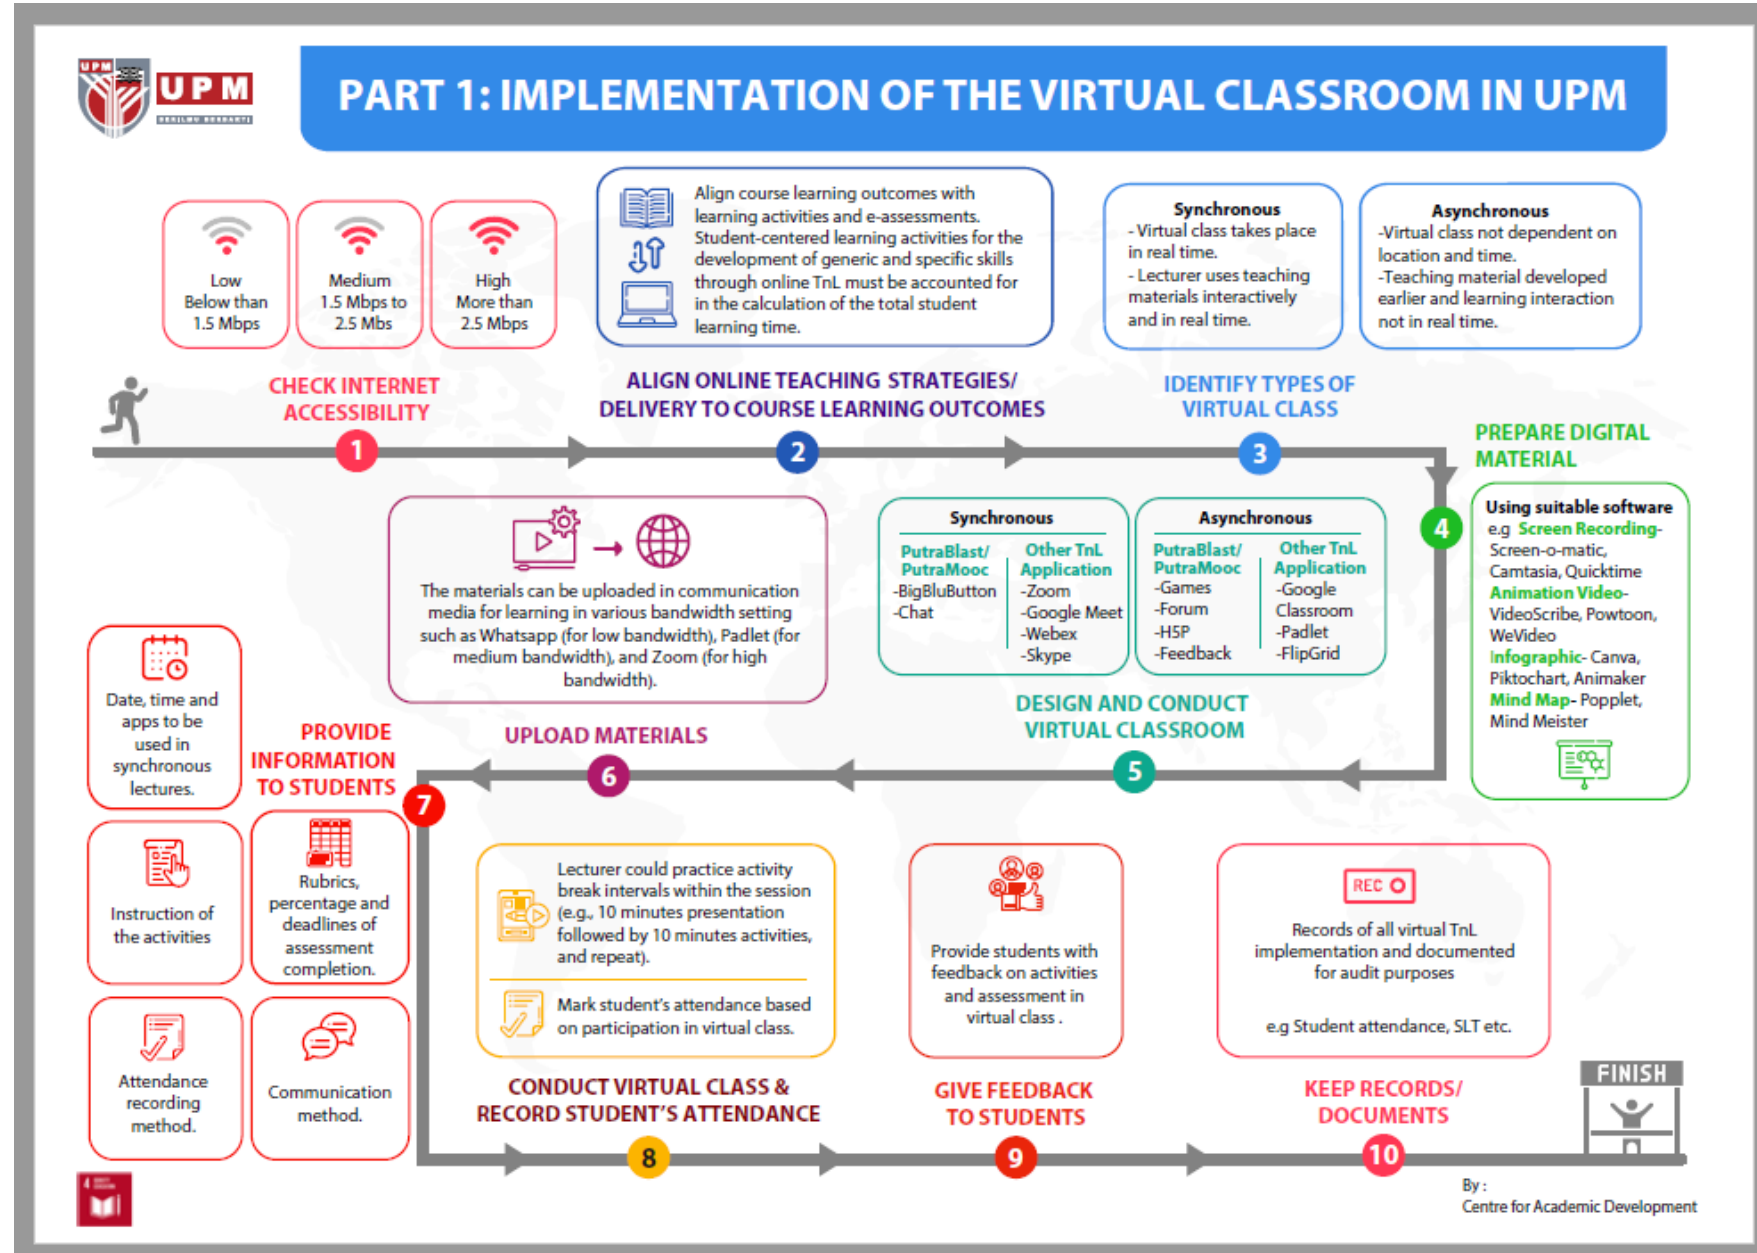 UPM
UPM
BERILMU BERBAKTI
PART 1: IMPLEMENTATION OF THE VIRTUAL CLASSROOM IN UPM
Low
Below than
1.5 Mbps
Medium
1.5 Mbps to
2.5 Mbs
High
More than
2.5 Mbps
CHECK INTERNET
ACCESSIBILITY
1
Align course learning outcomes with
learning activities and e-assessments.
Student-centered learning activities for the
development of generic and specific skills
through online TnL must be accounted for
in the calculation of the total student
learning time.
ALIGN ONLINE TEACHING STRATEGIES/
DELIVERY TO COURSE LEARNING OUTCOMES
2
Synchronous
- Virtual class takes place
in real time.
- Lecturer uses teaching
materials interactively
and in real time.
Asynchronous
-Virtual class not dependent on
location and time.
-Teaching material developed
earlier and learning interaction
not in real time.
IDENTIFY TYPES OF
VIRTUAL CLASS
3
PREPARE DIGITAL
MATERIAL
4
Using suitable software
e.g Screen Recording-
Screen-o-matic,
Camtasia, Quicktime
Animation Video-
VideoScribe, Powtoon,
WeVideo
Infographic- Canva,
Piktochart, Animaker
Mind Map- Popplet,
Mind Meister
Synchronous
PutraBlast/
PutraMooc
-BigBluButton
-Chat
Other TnL
Application
-Zoom
-Google Meet
-Webex
-Skype
Asynchronous
PutraBlast/
PutraMooc
-Games
-Forum
-H5P
-Feedback
Other TnL
Application
-Google
Classroom
-Padlet
-FlipGrid
DESIGN AND CONDUCT
VIRTUAL CLASSROOM
5
The materials can be uploaded in communication
media for learning in various bandwidth setting
such as Whatsapp (for low bandwidth), Padlet (for
medium bandwidth), and Zoom (for high
bandwidth).
UPLOAD MATERIALS
6
PROVIDE
INFORMATION
TO STUDENTS
7
Date, time and
apps to be
used in
synchronous
lectures.
Instruction of
the activities
Rubrics,
percentage and
deadlines of
assessment
completion.
Attendance
recording
method.
Communication
method.
Lecturer could practice activity
break intervals within the session
(e.g., 10 minutes presentation
followed by 10 minutes activities,
and repeat).
Mark student's attendance based
on participation in virtual class.
CONDUCT VIRTUAL CLASS &
RECORD STUDENT'S ATTENDANCE
8
Provide students with
feedback on activities
and assessment in
virtual class .
GIVE FEEDBACK
TO STUDENTS
9
REC
Records of all virtual TnL
implementation and documented
for audit purposes
e.g Student attendance, SLT etc.
KEEP RECORDS/
DOCUMENTS
10
FINISH
4
By :
Centre for Academic Development